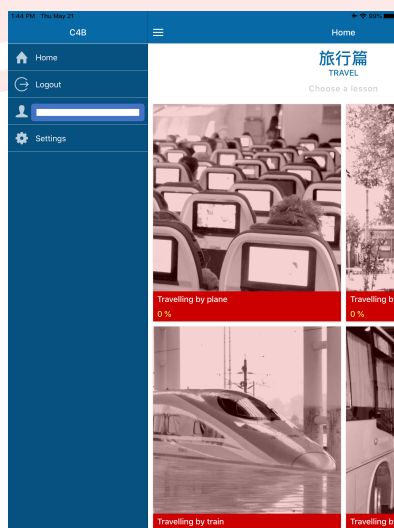 1:44 PM Thu May 21
99%
C4B
Home
Home
Logout
Settings
旅行篇
TRAVEL
Choose a lesson
Travelling by plane
0 %
Travelling b
0 %
Travelling by train
Travelling b